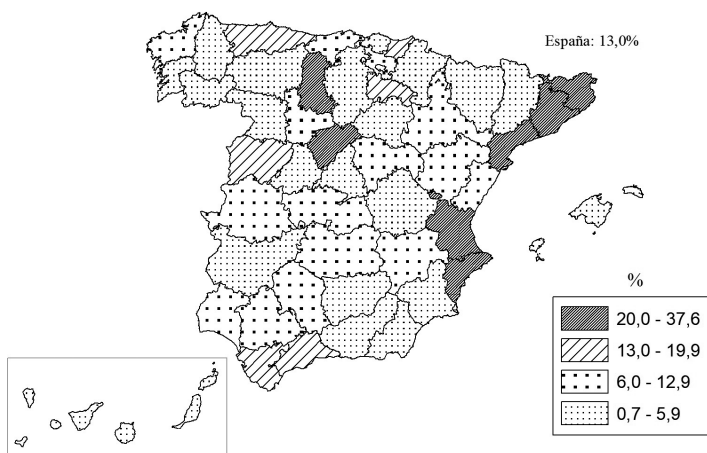 España: 13,0%
%
20,0 - 37,6
13,0 - 19,9
6,0 - 12,9
0,7 - 5,9